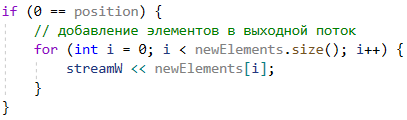 if (0 == position) {
// добавление элементов в выходной поток
for (int i = 0; i < newElements.size(); i++) {
streamW << newElements[i];
}
}